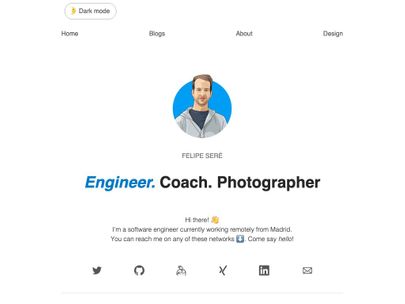 🌛 Dark mode
Home Blogs About Design
FELIPE SERÉ
Engineer. Coach. Photographer
Hi there! 👋
I'm a software engineer currently working remotely from Madrid.
You can reach me on any of these networks ⬇️. Come say hello!